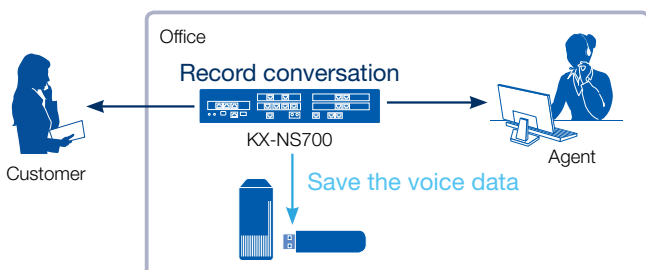 Office
Record conversation
KX-NS700
Customer
Agent
Save the voice data